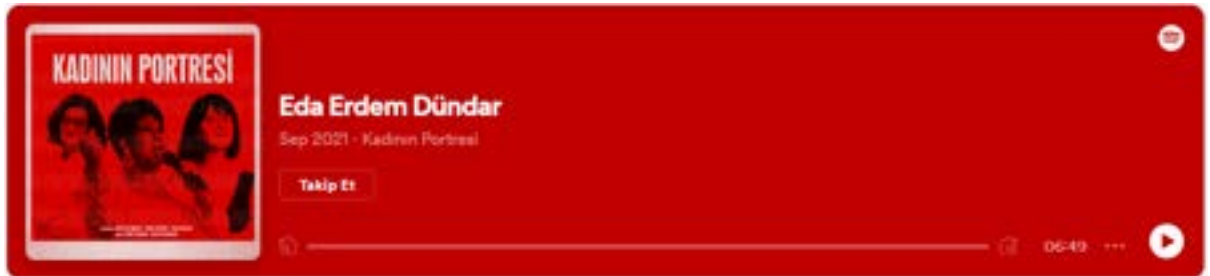 KADININ PORTRESİ
Eda Erdem Dündar
Sep 2021 · Kadının Portresi
Takip Et
06:49